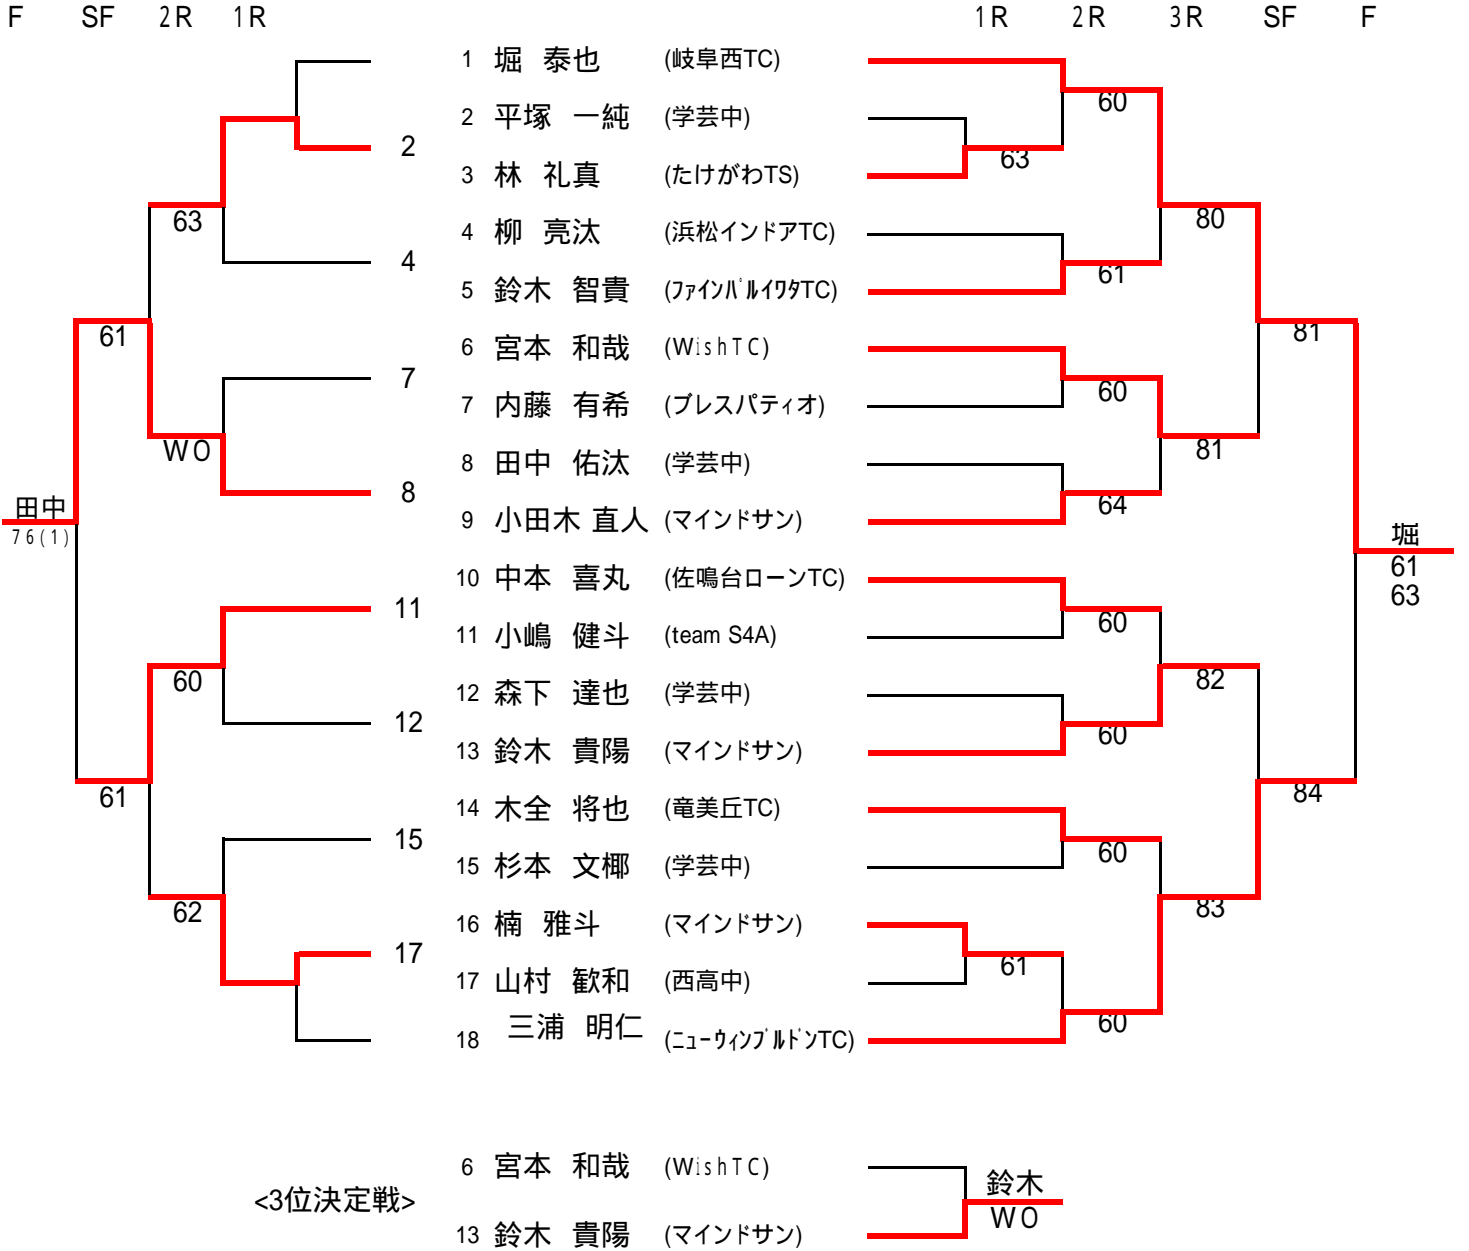 F SF 2R 1R 1R 2R 3R SF F
1 堀 泰也 (岐阜西TC)
60
2 平塚 一純 (学芸中)
2
63
3 林 礼真 (たけがわTS)
63
80
4 柳 亮汰 (浜松インドアTC)
4
61
5 鈴木 智貴 (ファインバルイワタTC)
61
81
6 宮本 和哉 (WishTC)
7
60
7 内藤 有希 (ブレスパティオ)
WO
81
8 田中 佑汰 (学芸中)
8
64
田中
76(1)
9 小田木 直人 (マインドサン)
堀
61
63
10 中本 喜丸 (佐鳴台ローンTC)
11
60
11 小嶋 健斗 (team S4A)
60
82
12 森下 達也 (学芸中)
12
60
13 鈴木 貴陽 (マインドサン)
61
84
14 木全 将也 (竜美丘TC)
15
60
15 杉本 文椰 (学芸中)
62
83
16 楠 雅斗 (マインドサン)
17
61
17 山村 歓和 (西高中)
60
18 三浦 明仁 (ニューウィンブルドンTC)
<3位決定戦>
6 宮本 和哉 (WishTC)
鈴木
WO
13 鈴木 貴陽 (マインドサン)